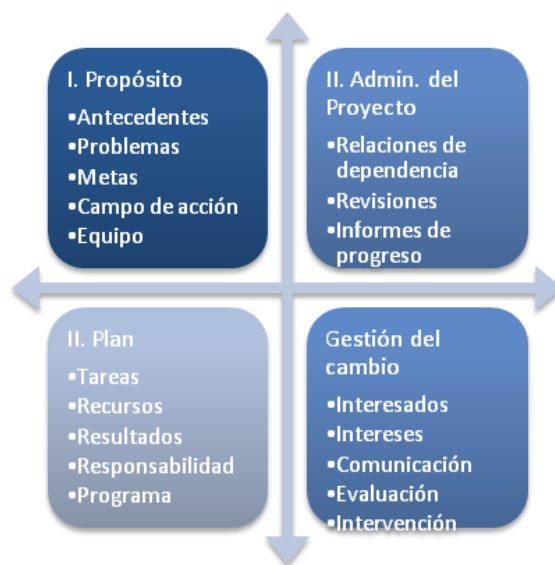 I. Propósito
•Antecedentes
•Problemas
•Metas
•Campo de acción
•Equipo
II. Admin. del
Proyecto
•Relaciones de
dependencia
•Revisiones
•Informes de
progreso
II. Plan
•Tareas
•Recursos
•Resultados
•Responsabilidad
•Programa
Gestión del
cambio
•Interesados
•Intereses
•Comunicación
•Evaluación
•Intervención